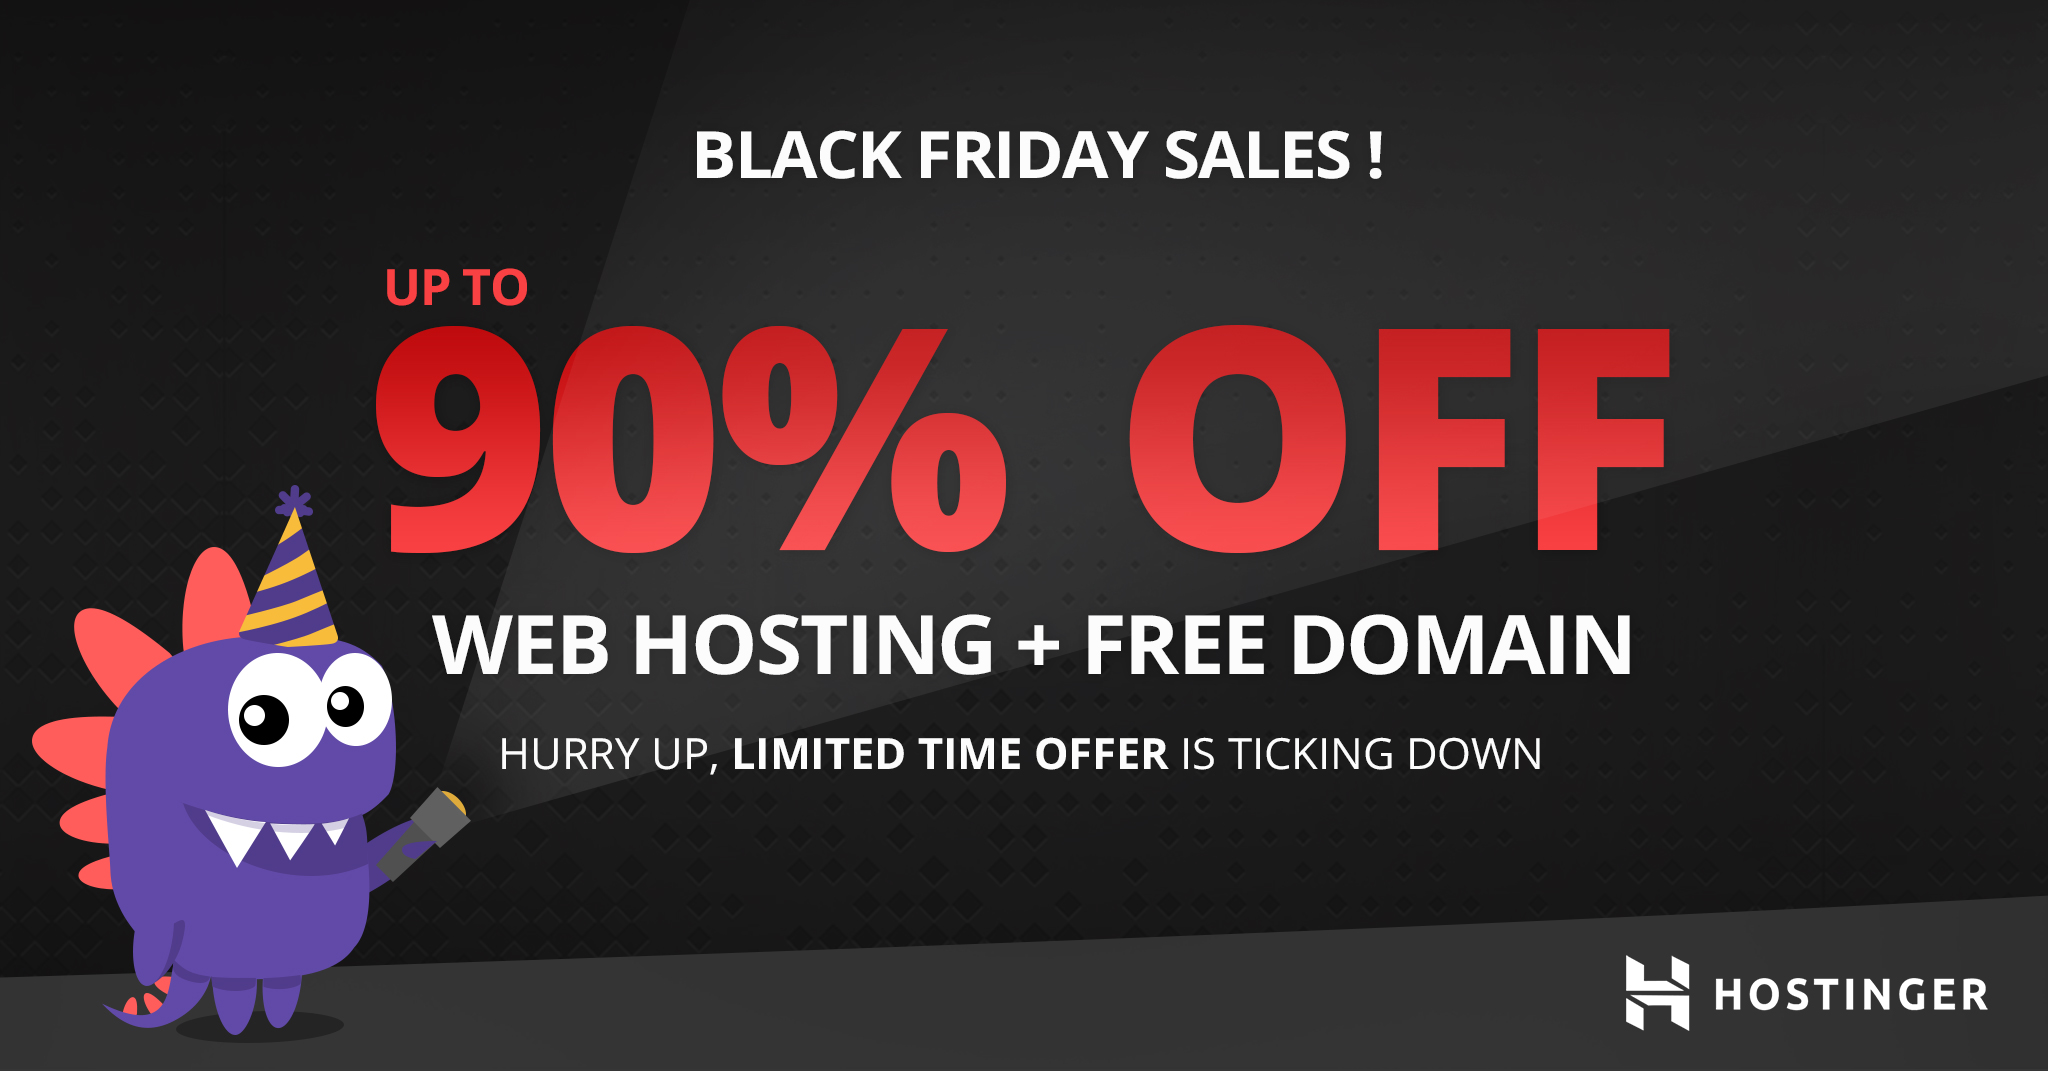 BLACK FRIDAY SALES !
UP TO
90% OFF
WEB HOSTING + FREE DOMAIN
HURRY UP, LIMITED TIME OFFER IS TICKING DOWN
HOSTINGER